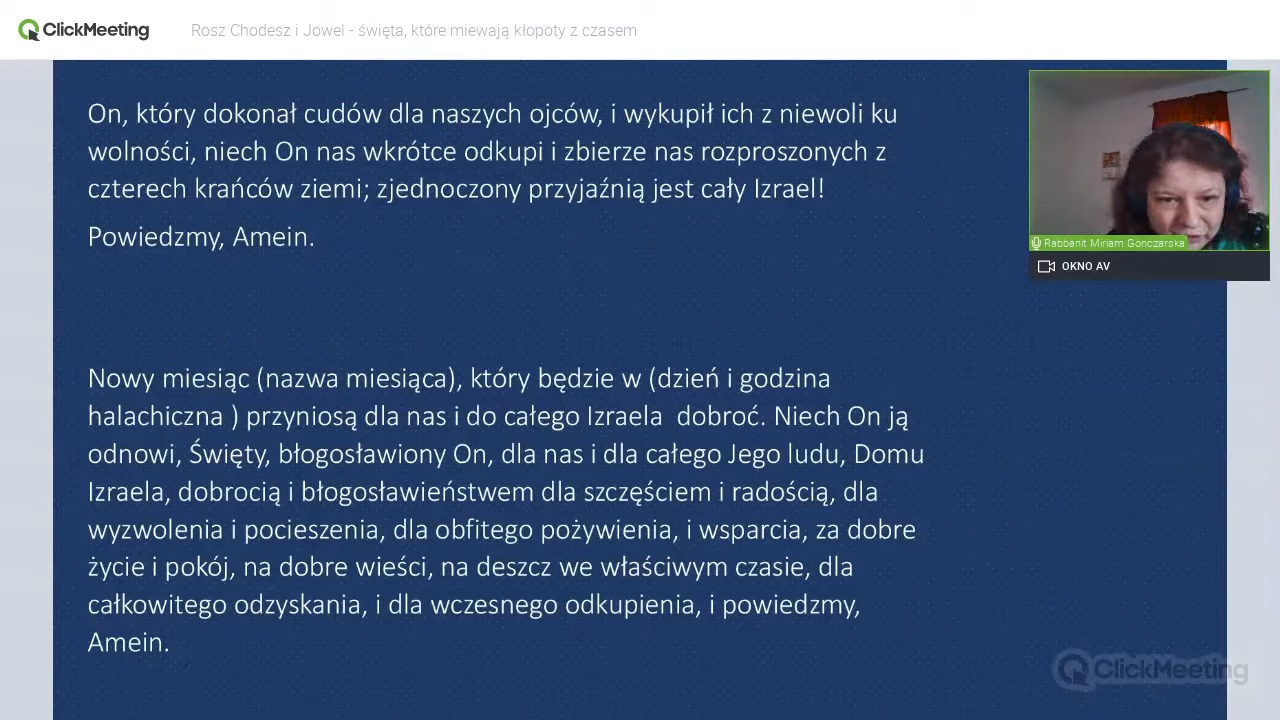 ClickMeeting
Rosz Chodesz i Jowel - święta, które miewają kłopoty z czasem
On, który dokonał cudów dla naszych ojców, i wykupił ich z niewoli ku
wolności, niech On nas wkrótce odkupi i zbierze nas rozproszonych z
czterech krańców ziemi; zjednoczony przyjaźnią jest cały Izrael!
Powiedzmy, Amein.
Rabbanit Miriam Gonczarska
OKNO AV
Nowy miesiąc (nazwa miesiąca), który będzie w (dzień i godzina
halachiczna ) przyniosą dla nas i do całego Izraela  dobroć. Niech On ją
odnowi, Święty, błogosławiony On, dla nas i dla całego Jego ludu, Domu
Izraela, dobrocią i błogosławieństwem dla szczęściem i radością, dla
wyzwolenia i pocieszenia, dla obfitego pożywienia, i wsparcia, za dobre
życie i pokój, na dobre wieści, na deszcz we właściwym czasie, dla
całkowitego odzyskania, i dla wczesnego odkupienia, i powiedzmy,
Amein.
ClickMeeting